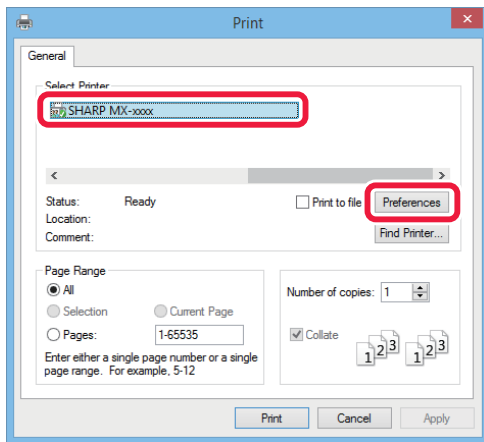 Print
General
Select Printer
SHARP MX-xxxx
Status: Ready
Print to file
Preferences
Location:
Comment:
Find Printer...
Page Range
All
Selection
Current Page
Pages:
1-65535
Enter either a single page number or a single
page range. For example, 5-12
Number of copies: 1
Collate
1 2 3
1 2 3
Print
Cancel
Apply